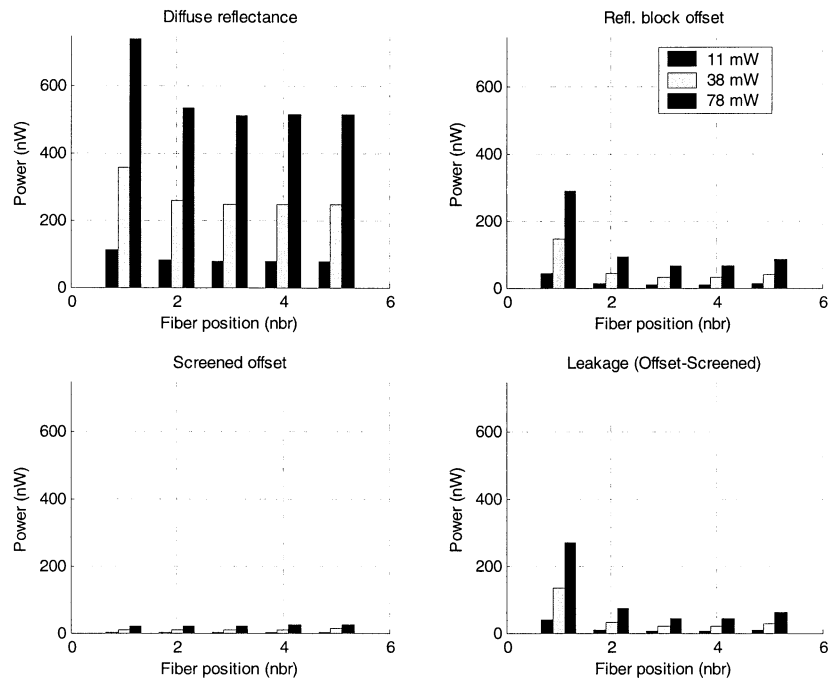 Diffuse reflectance
Power (nW)
600
400
200
0
0
2
4
6
Fiber position (nbr)
Refl. block offset
11 mW
38 mW
78 mW
Power (nW)
600
400
200
0
0
2
4
6
Fiber position (nbr)
Screened offset
Power (nW)
600
400
200
0
0
2
4
6
Fiber position (nbr)
Leakage (Offset-Screened)
Power (nW)
600
400
200
0
0
2
4
6
Fiber position (nbr)